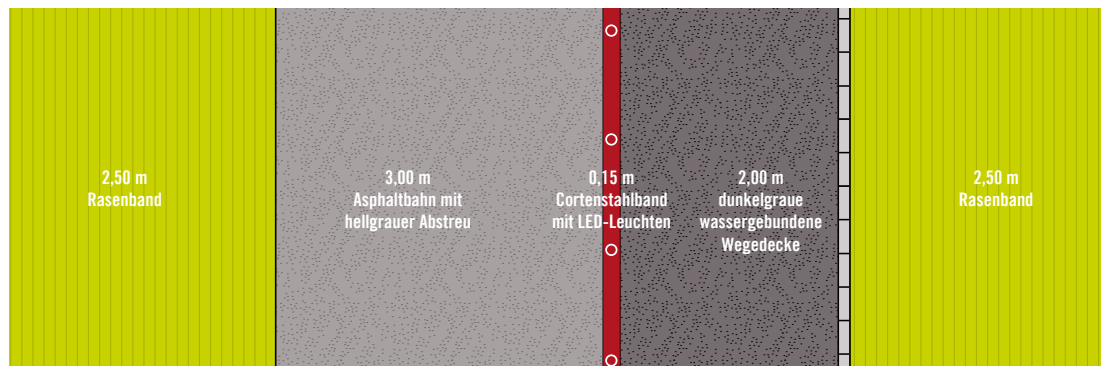 2,50 m
Rasenband
3,00 m
Asphaltbahn mit
hellgrauer Abstreu
0,15 m
Cortenstahlband
mit LED-Leuchten
2,00 m
dunkelgraue
wassergebundene
Wegedecke
2,50 m
Rasenband